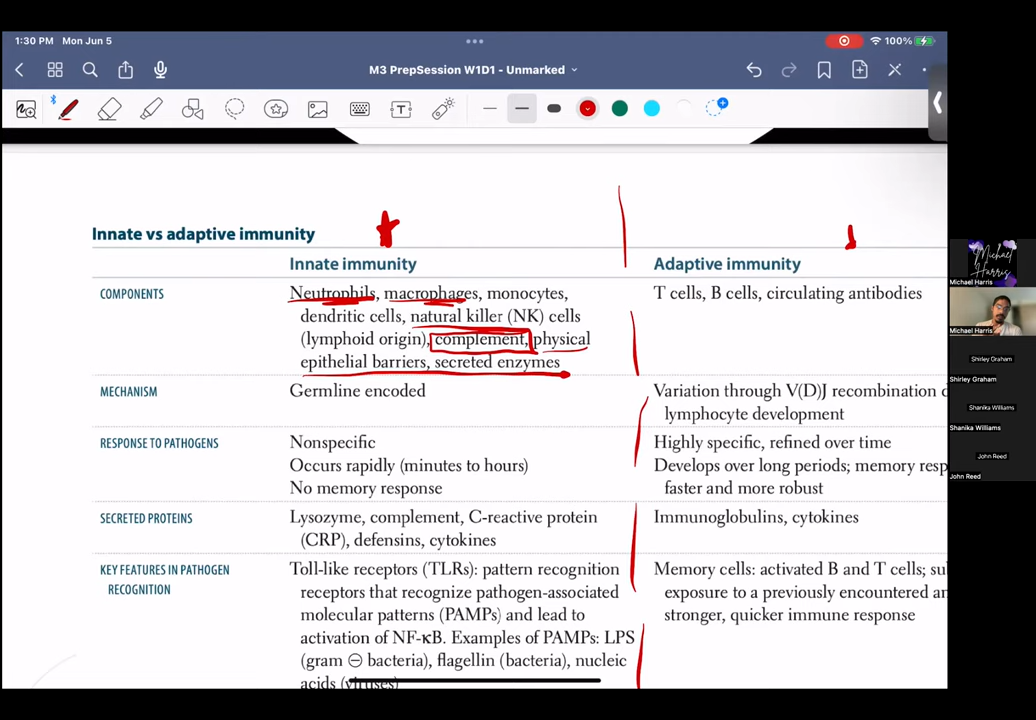 1:30 PM Mon Jun 5
100%
M3 PrepSession W1D1 - Unmarked
T
Innate vs adaptive immunity
Innate immunity
Adaptive immunity
COMPONENTS
Neutrophils, macrophages, monocytes,
dendritic cells, natural killer (NK) cells
(lymphoid origin), complement, physical
epithelial barriers, secreted enzymes
T cells, B cells, circulating antibodies
MECHANISM
Germline encoded
Variation through V(D)J recombination
lymphocyte development
RESPONSE TO PATHOGENS
Nonspecific
Occurs rapidly (minutes to hours)
No memory response
Highly specific, refined over time
Develops over long periods; memory resp
faster and more robust
SECRETED PROTEINS
Lysozyme, complement, C-reactive protein
(CRP), defensins, cytokines
Immunoglobulins, cytokines
KEY FEATURES IN PATHOGEN
RECOGNITION
Toll-like receptors (TLRs): pattern recognition
receptors that recognize pathogen-associated
molecular patterns (PAMPs) and lead to
activation of NF-κB. Examples of PAMPs: LPS
(gram ⊖ bacteria), flagellin (bacteria), nucleic
acids (viruses)
Memory cells: activated B and T cells; su
exposure to a previously encountered an
stronger, quicker immune response
Michael
Harris
Michael Harris
Michael Harris
Shirley Graham
Shirley Graham
Shanika Williams
Shanika Williams
John Reed
John Reed